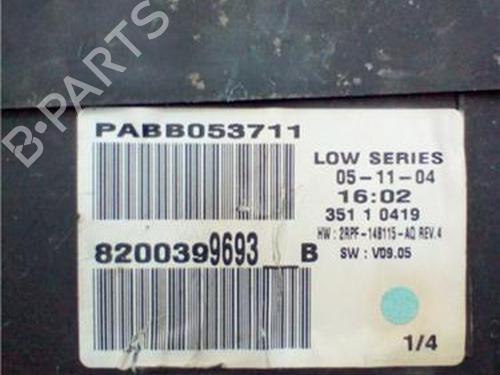 B·PARTS
PABB053711
LOW SERIES
05-11-04
16:02
351 1 0419
HW : 2RPF-14B115-AD REV.4
SW : V09.05
8200399693__B
1/4